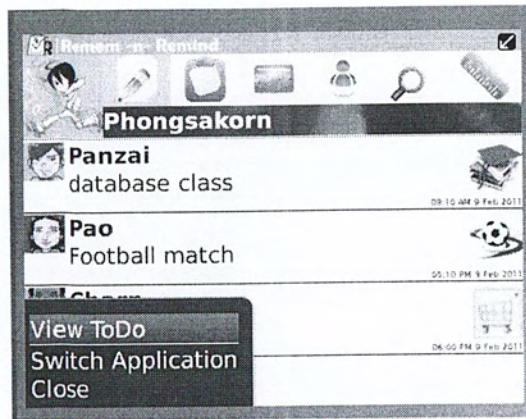 Remem -n- Remind
Phongsakorn
Panzai
database class
09:10 AM 9 Feb 2011
Pao
Football match
05:10 PM 9 Feb 2011
06:00 PM 9 Feb 2011
View ToDo
Switch Application
Close